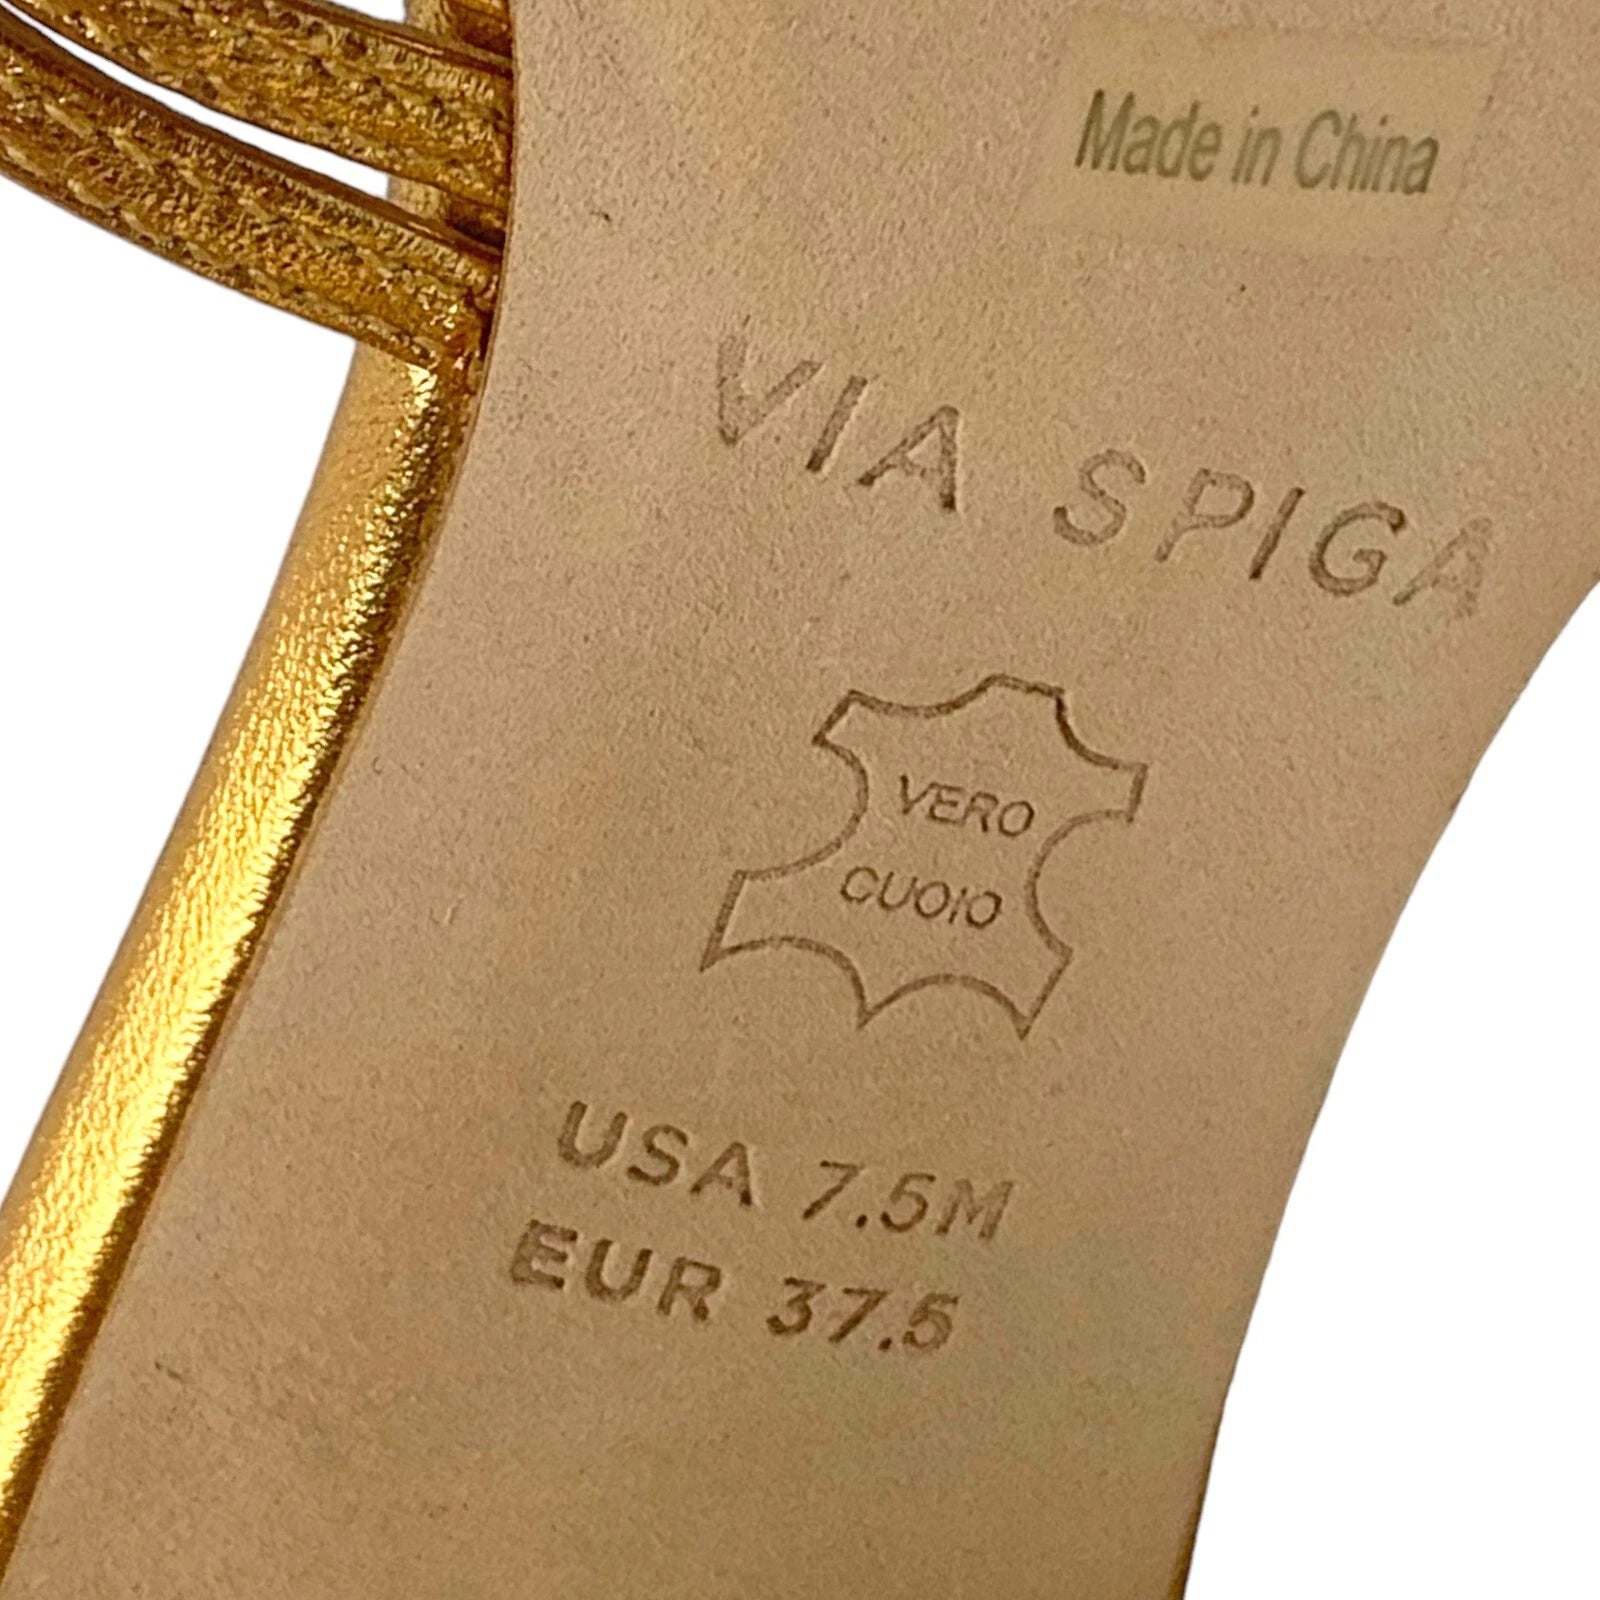 Made in China
VIA SPIGA
VERO
CUOIO
USA 7.5M
EUR 37.5